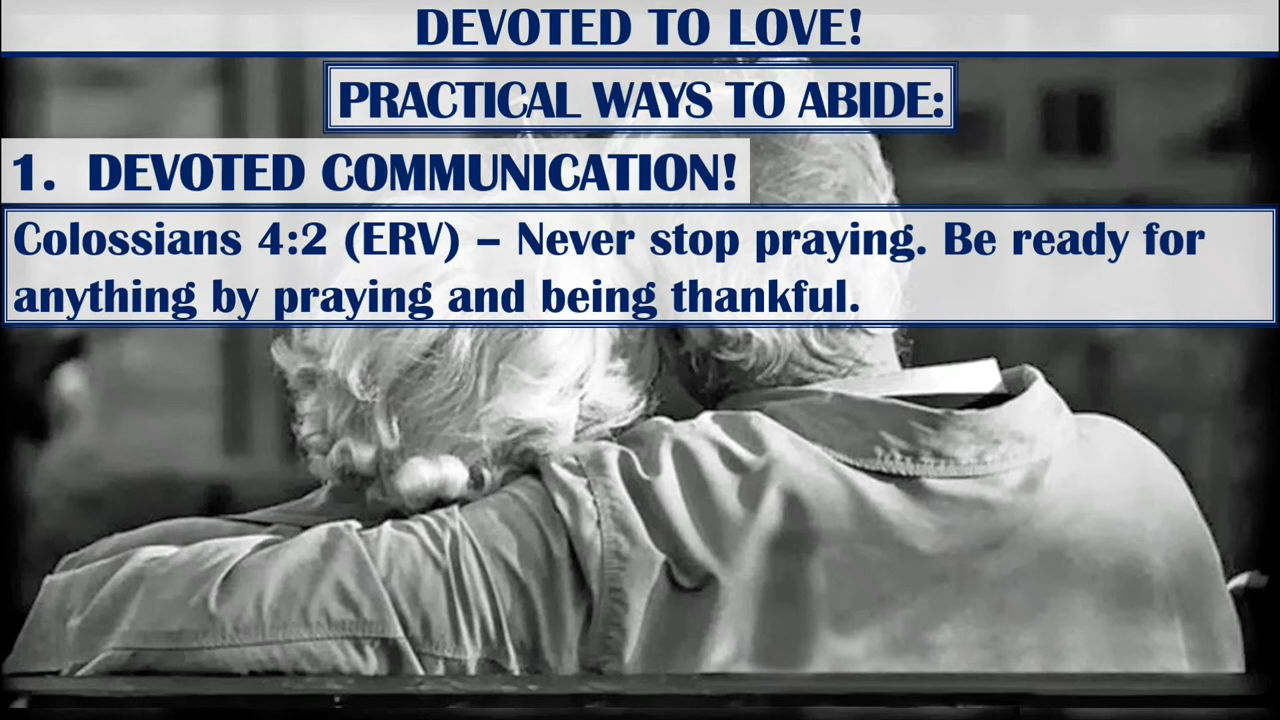 DEVOTED TO LOVE!
PRACTICAL WAYS TO ABIDE:
1. DEVOTED COMMUNICATION!
Colossians 4:2 (ERV) – Never stop praying. Be ready for
anything by praying and being thankful.